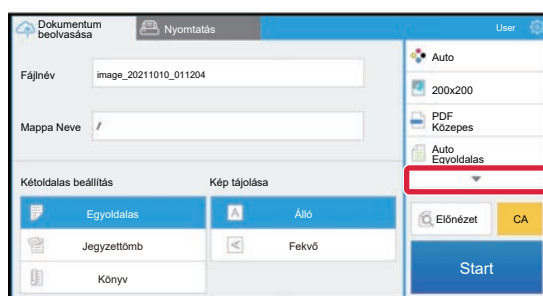 Dokumentum
beolvasása
Nyomtatás
User
Fájlnév
image_20211010_011204
Mappa Neve
/
Auto
200x200
PDF
Közepes
Auto
Egyoldalas
Kétoldalas beállítás
Kép tájolása
Egyoldalas
A
Álló
Jegyzettömb
Fekvő
Könyv
Előnézet
CA
Start